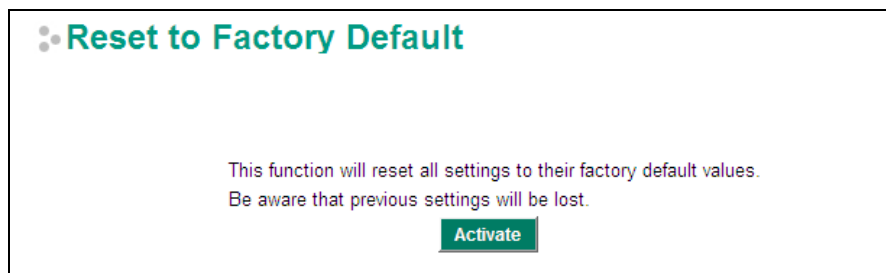 Reset to Factory Default
This function will reset all settings to their factory default values.
Be aware that previous settings will be lost.
Activate